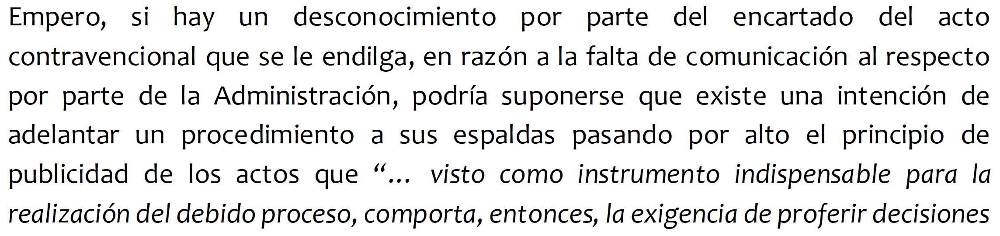 Empero, si hay un desconocimiento por parte del encartado del acto
contravencional que se le endilga, en razón a la falta de comunicación al respecto
por parte de la Administración, podría suponerse que existe una intención de
adelantar un procedimiento a sus espaldas pasando por alto el principio de
publicidad de los actos que “… visto como instrumento indispensable para la
realización del debido proceso, comporta, entonces, la exigencia de proferir decisiones